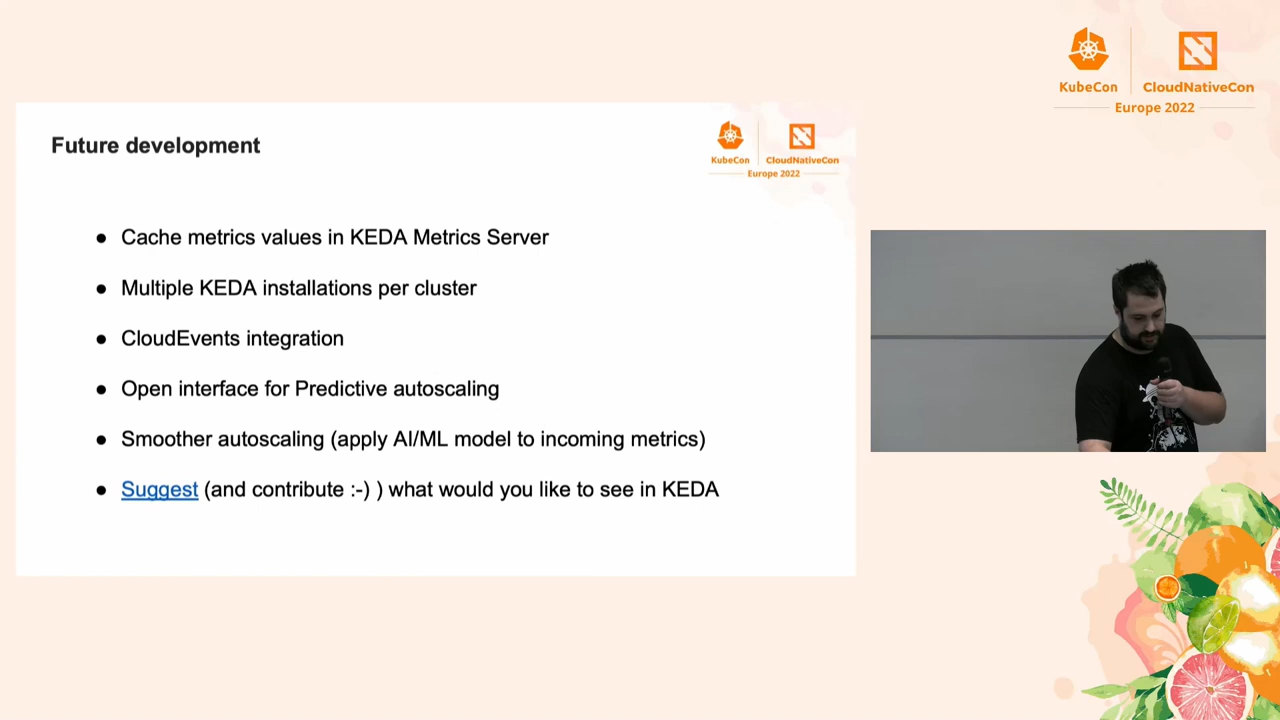 KubeCon
CloudNativeCon
Europe 2022
Future development
KubeCon
CloudNativeCon
Europe 2022
● Cache metrics values in KEDA Metrics Server
● Multiple KEDA installations per cluster
● CloudEvents integration
● Open interface for Predictive autoscaling
● Smoother autoscaling (apply AI/ML model to incoming metrics)
● Suggest (and contribute :-) ) what would you like to see in KEDA